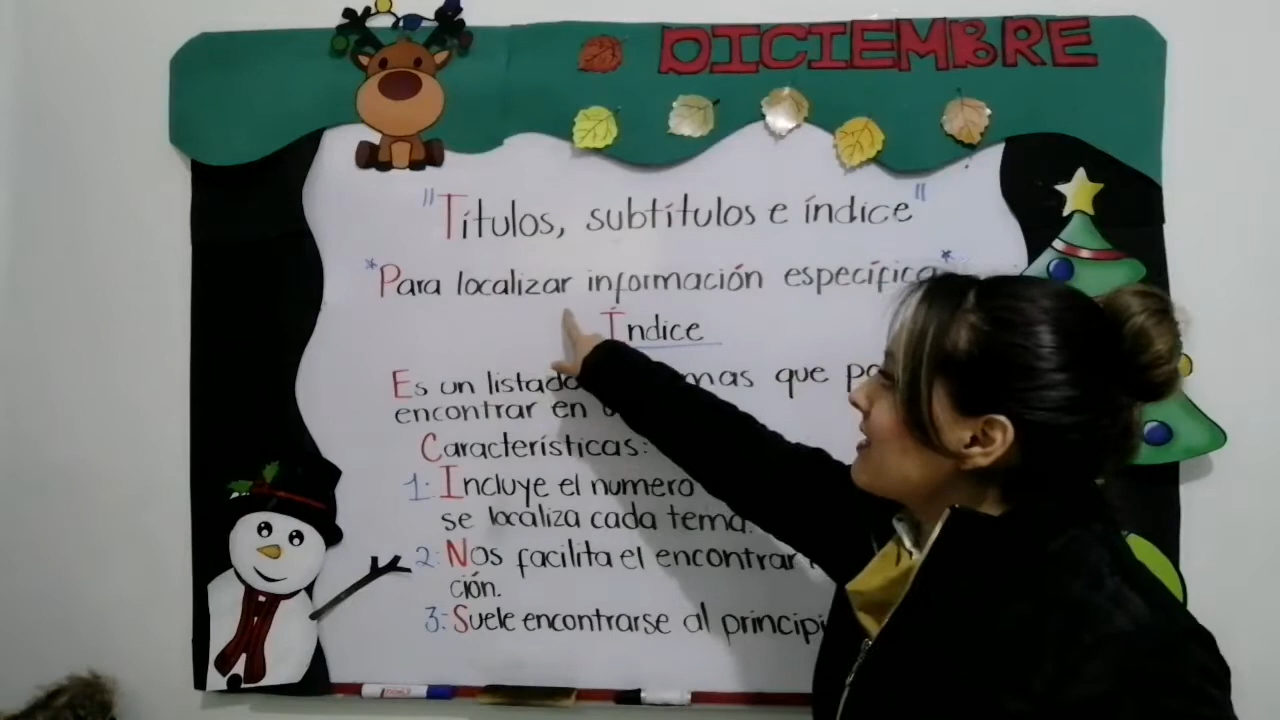 DICIEMBRE
"Títulos, subtítulos e índice"
*Para localizar información específica*
Índice
Es un listado que
encontrar en
Características:
1. Incluye el numero
se localiza cada tema.
2. Nos facilita el encontrar
ción.
3. Suele encontrarse al